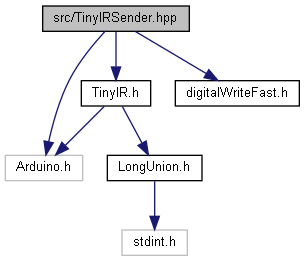 src/TinyIRSender.hpp
TinyIR.h
digitalWriteFast.h
Arduino.h
LongUnion.h
stdint.h